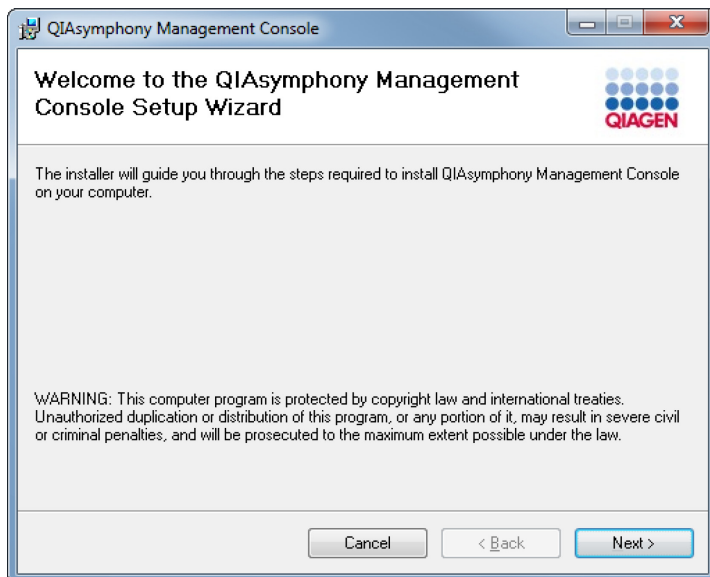 QIAsymphony Management Console
Welcome to the QIAsymphony Management
Console Setup Wizard
QIAGEN
The installer will guide you through the steps required to install QIAsymphony Management Console
on your computer.
WARNING: This computer program is protected by copyright law and international treaties.
Unauthorized duplication or distribution of this program, or any portion of it, may result in severe civil
or criminal penalties, and will be prosecuted to the maximum extent possible under the law.
Cancel < Back Next >